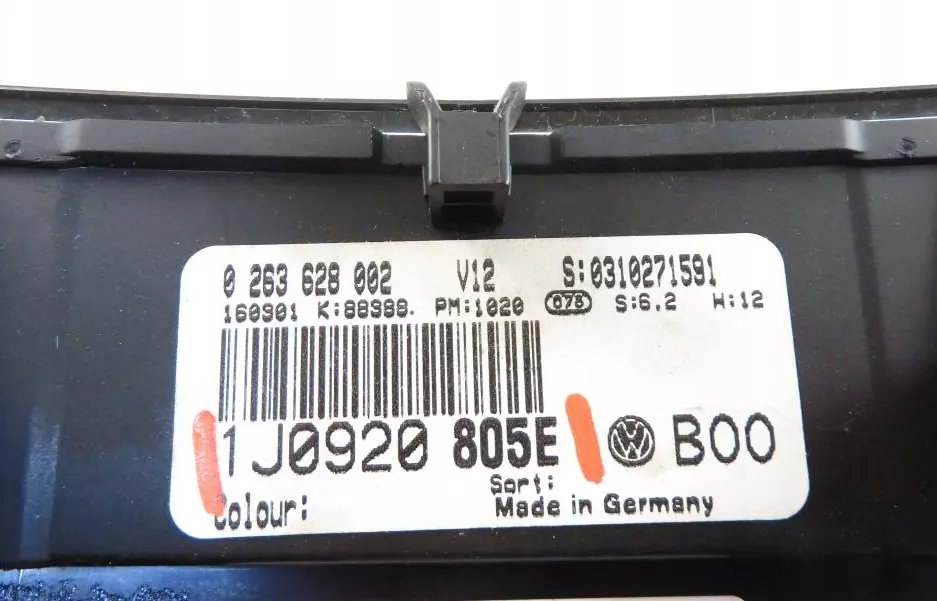 0 263 628 002 V12 S:0310271591
160901 K:88388. PM:1020 078 S:6.2 H:12
1J0920 805E VW B00
Colour: Sort:
Made in Germany